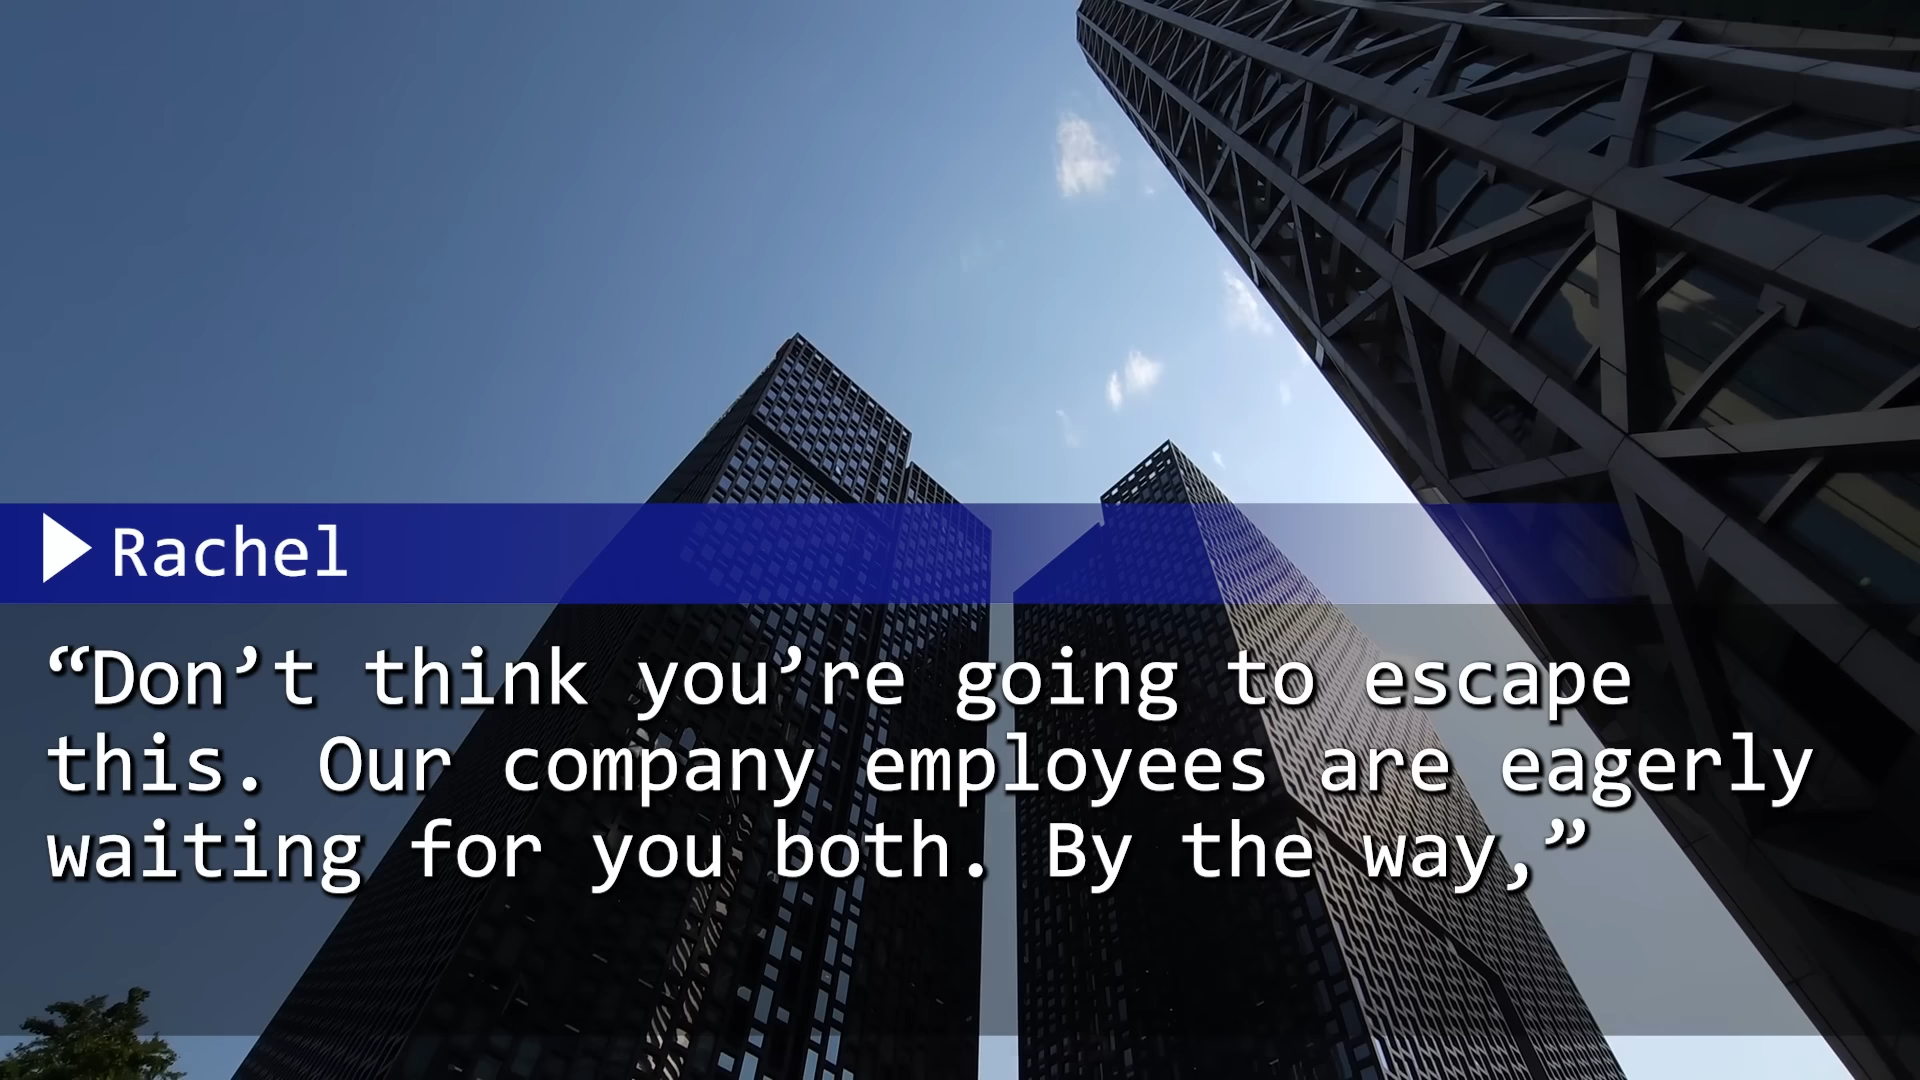 Rachel
“Don’t think you’re going to escape
this. Our company employees are eagerly
waiting for you both. By the way,”